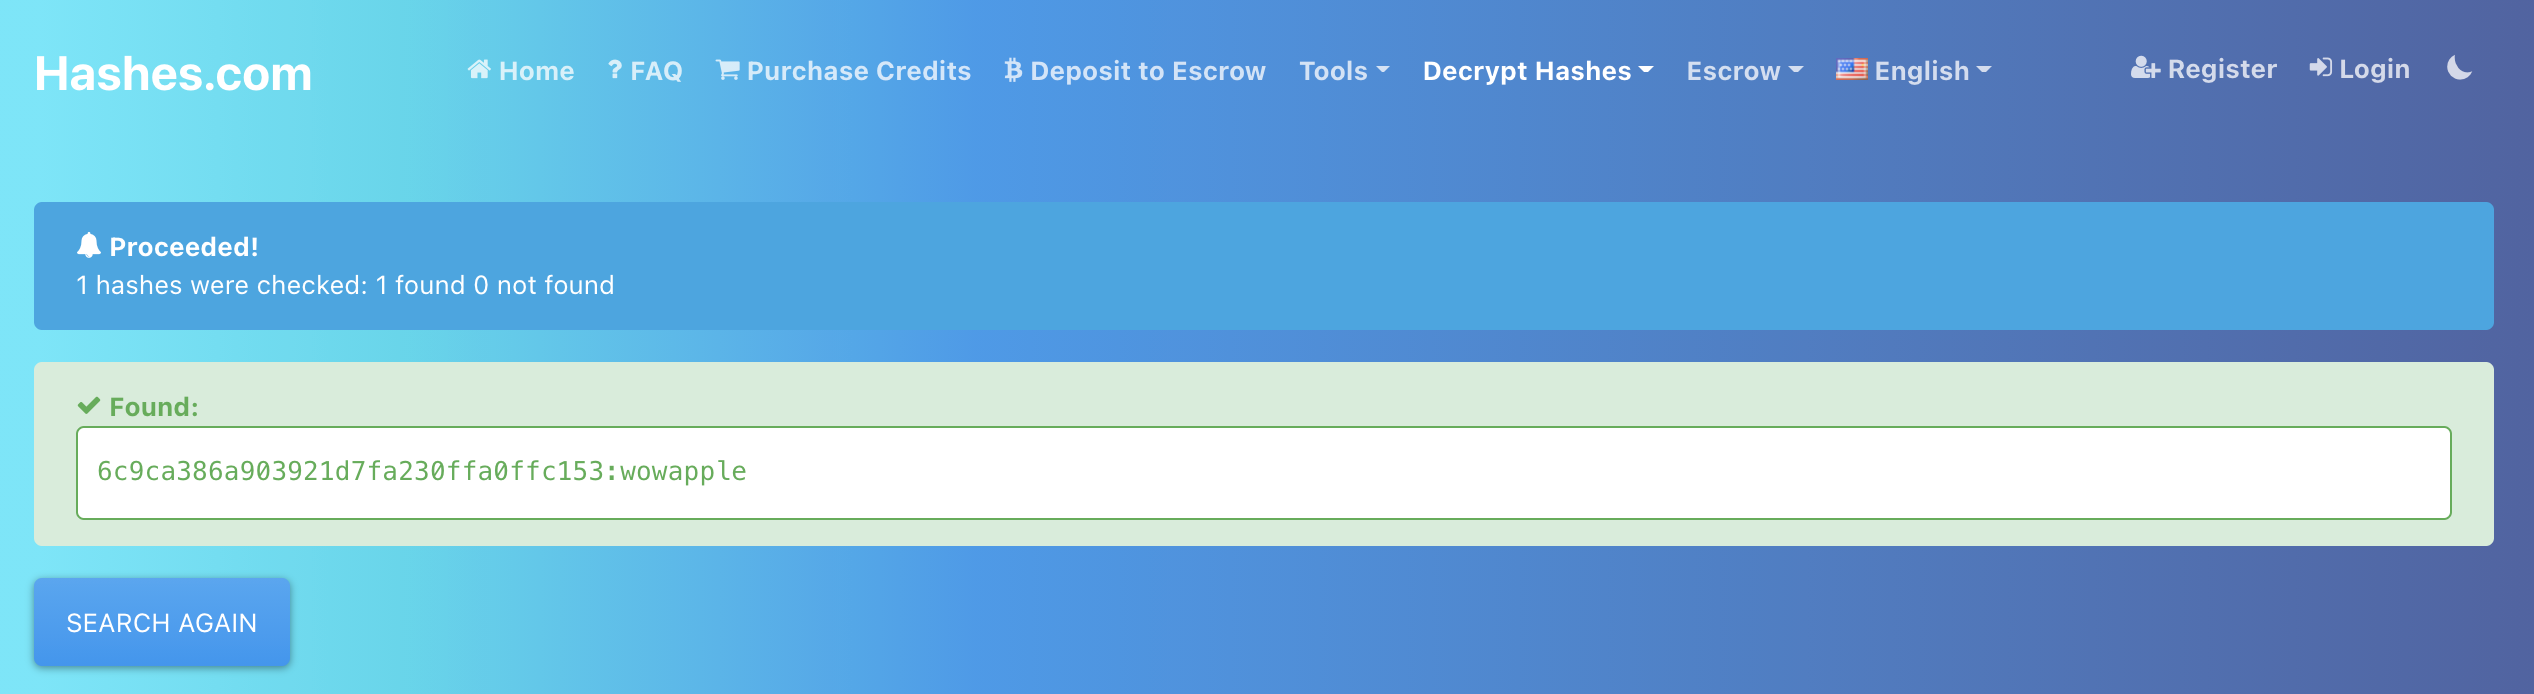 Hashes.com Home ? FAQ Purchase Credits Deposit to Escrow Tools Decrypt Hashes Escrow English Register Login
Proceeded!
1 hashes were checked: 1 found 0 not found
Found:
6c9ca386a903921d7fa230ffa0ffc153:wowapple
SEARCH AGAIN